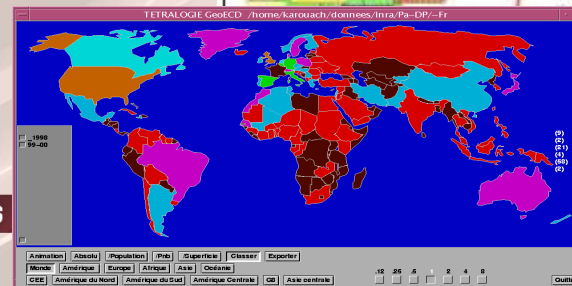 TETRALOGIE GeoECD /home/karouach/donnees/inra/Pa-DP/--Fr
_1998
99-00
(9)
(2)
(21)
(4)
(58)
(2)
Animation Absolu /Population /Pnb /Superficie Classer Exporter
Monde Amérique Europe Afrique Asie Océanie
.12 .25 .5 1 2 4 8
CEE Amérique du Nord Amérique du Sud Amérique Centrale GB Asie centrale
Quitte